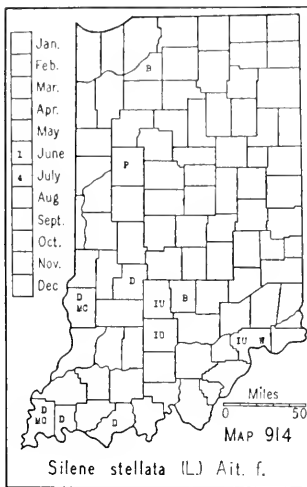 Jan.
Feb.
Mar.
Apr.
May
1 June
4 July
Aug
Sept.
Oct.
Nov.
Dec
B
P
D
D
MC
IU
B
IU
IU W
D
MO
D
D
Miles
0 50
MAP 914
Silene stellata (L.) Ait. f.